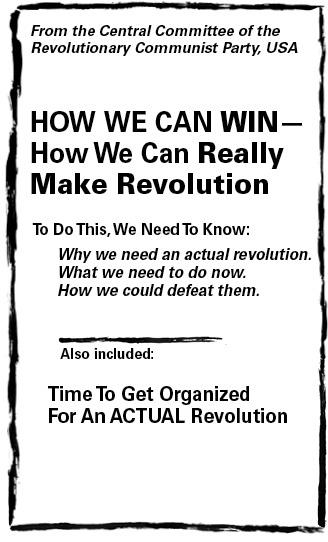 From the Central Committee of the
Revolutionary Communist Party, USA
HOW WE CAN WIN—
How We Can Really
Make Revolution
To Do This, We Need To Know:
Why we need an actual revolution.
What we need to do now.
How we could defeat them.
Also included:
Time To Get Organized
For An ACTUAL Revolution